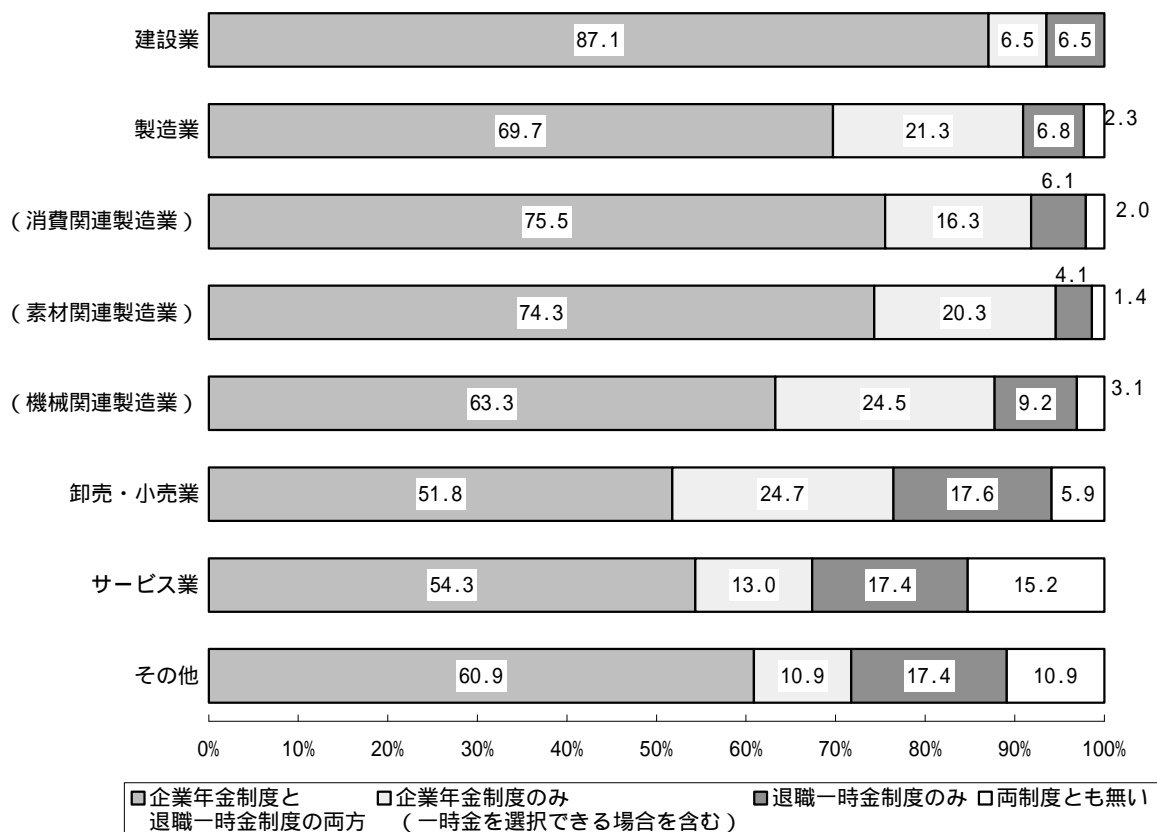 建設業 87.1 6.5 6.5
製造業 69.7 21.3 6.8 2.3
(消費関連製造業) 75.5 16.3 6.1 2.0
(素材関連製造業) 74.3 20.3 4.1 1.4
(機械関連製造業) 63.3 24.5 9.2 3.1
卸売・小売業 51.8 24.7 17.6 5.9
サービス業 54.3 13.0 17.4 15.2
その他 60.9 10.9 17.4 10.9
0% 10% 20% 30% 40% 50% 60% 70% 80% 90% 100%
企業年金制度と
退職一時金制度の両方
企業年金制度のみ
(一時金を選択できる場合を含む)
退職一時金制度のみ
両制度とも無い